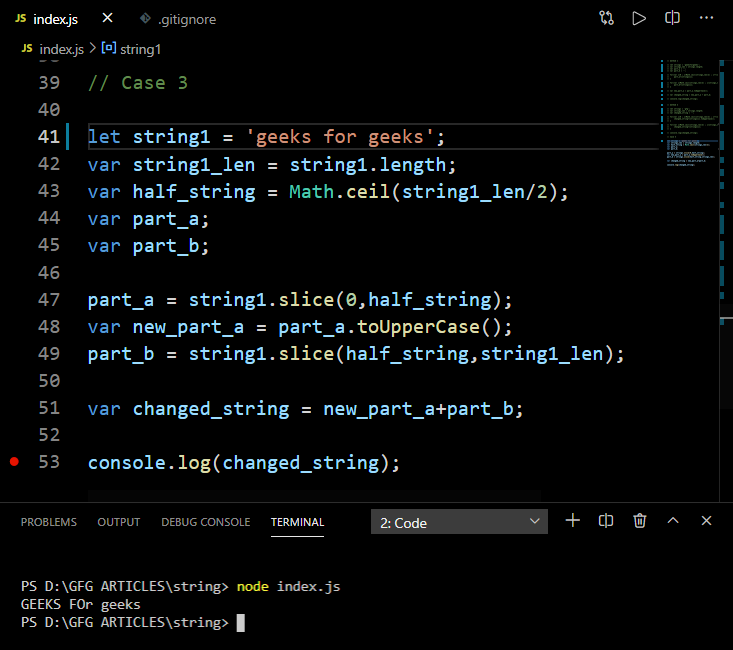 JS index.js .gitignore
JS index.js > string1
39 // Case 3
40
41 let string1 = 'geeks for geeks';
42 var string1_len = string1.length;
43 var half_string = Math.ceil(string1_len/2);
44 var part_a;
45 var part_b;
46
47 part_a = string1.slice(0,half_string);
48 var new_part_a = part_a.toUpperCase();
49 part_b = string1.slice(half_string,string1_len);
50
51 var changed_string = new_part_a+part_b;
52
53 console.log(changed_string);
PROBLEMS OUTPUT DEBUG CONSOLE TERMINAL 2: Code
PS D:\GFG ARTICLES\string> node index.js
GEEKS FOr geeks
PS D:\GFG ARTICLES\string>